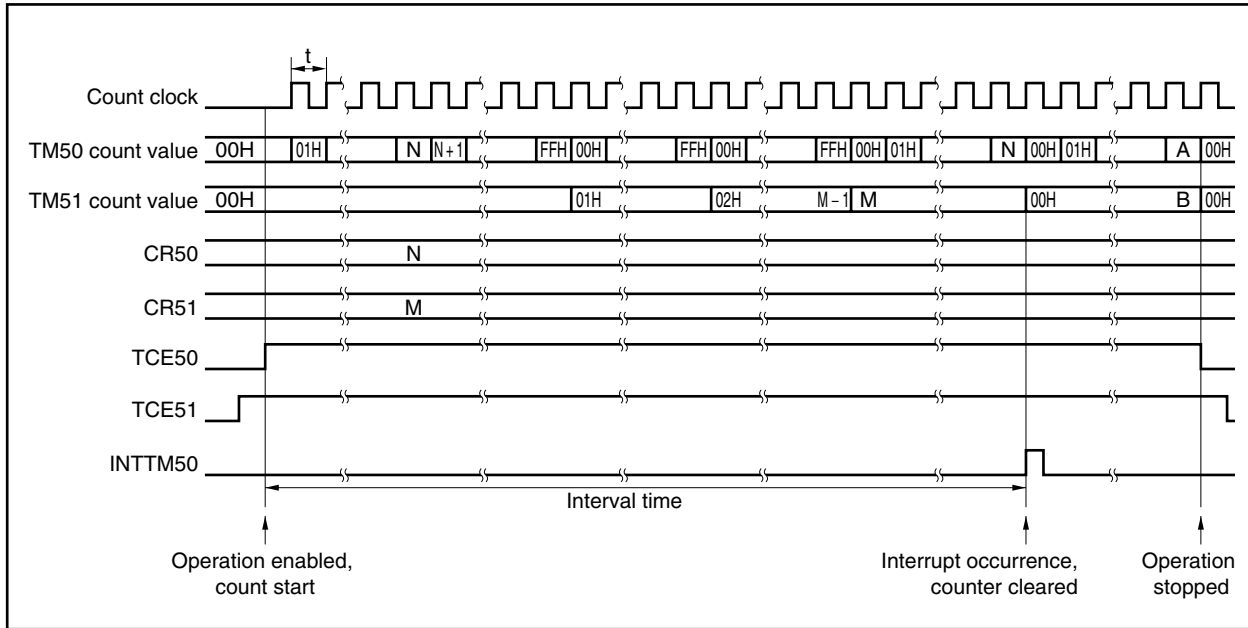 t
Count clock
TM50 count value 00H 01H N N + 1 FFH 00H FFH 00H FFH 00H 01H N 00H 01H A 00H
TM51 count value 00H 01H 02H M − 1 M 00H B 00H
CR50 N
CR51 M
TCE50
TCE51
INTTM50
Interval time
Operation enabled,
count start
Interrupt occurrence,
counter cleared
Operation
stopped